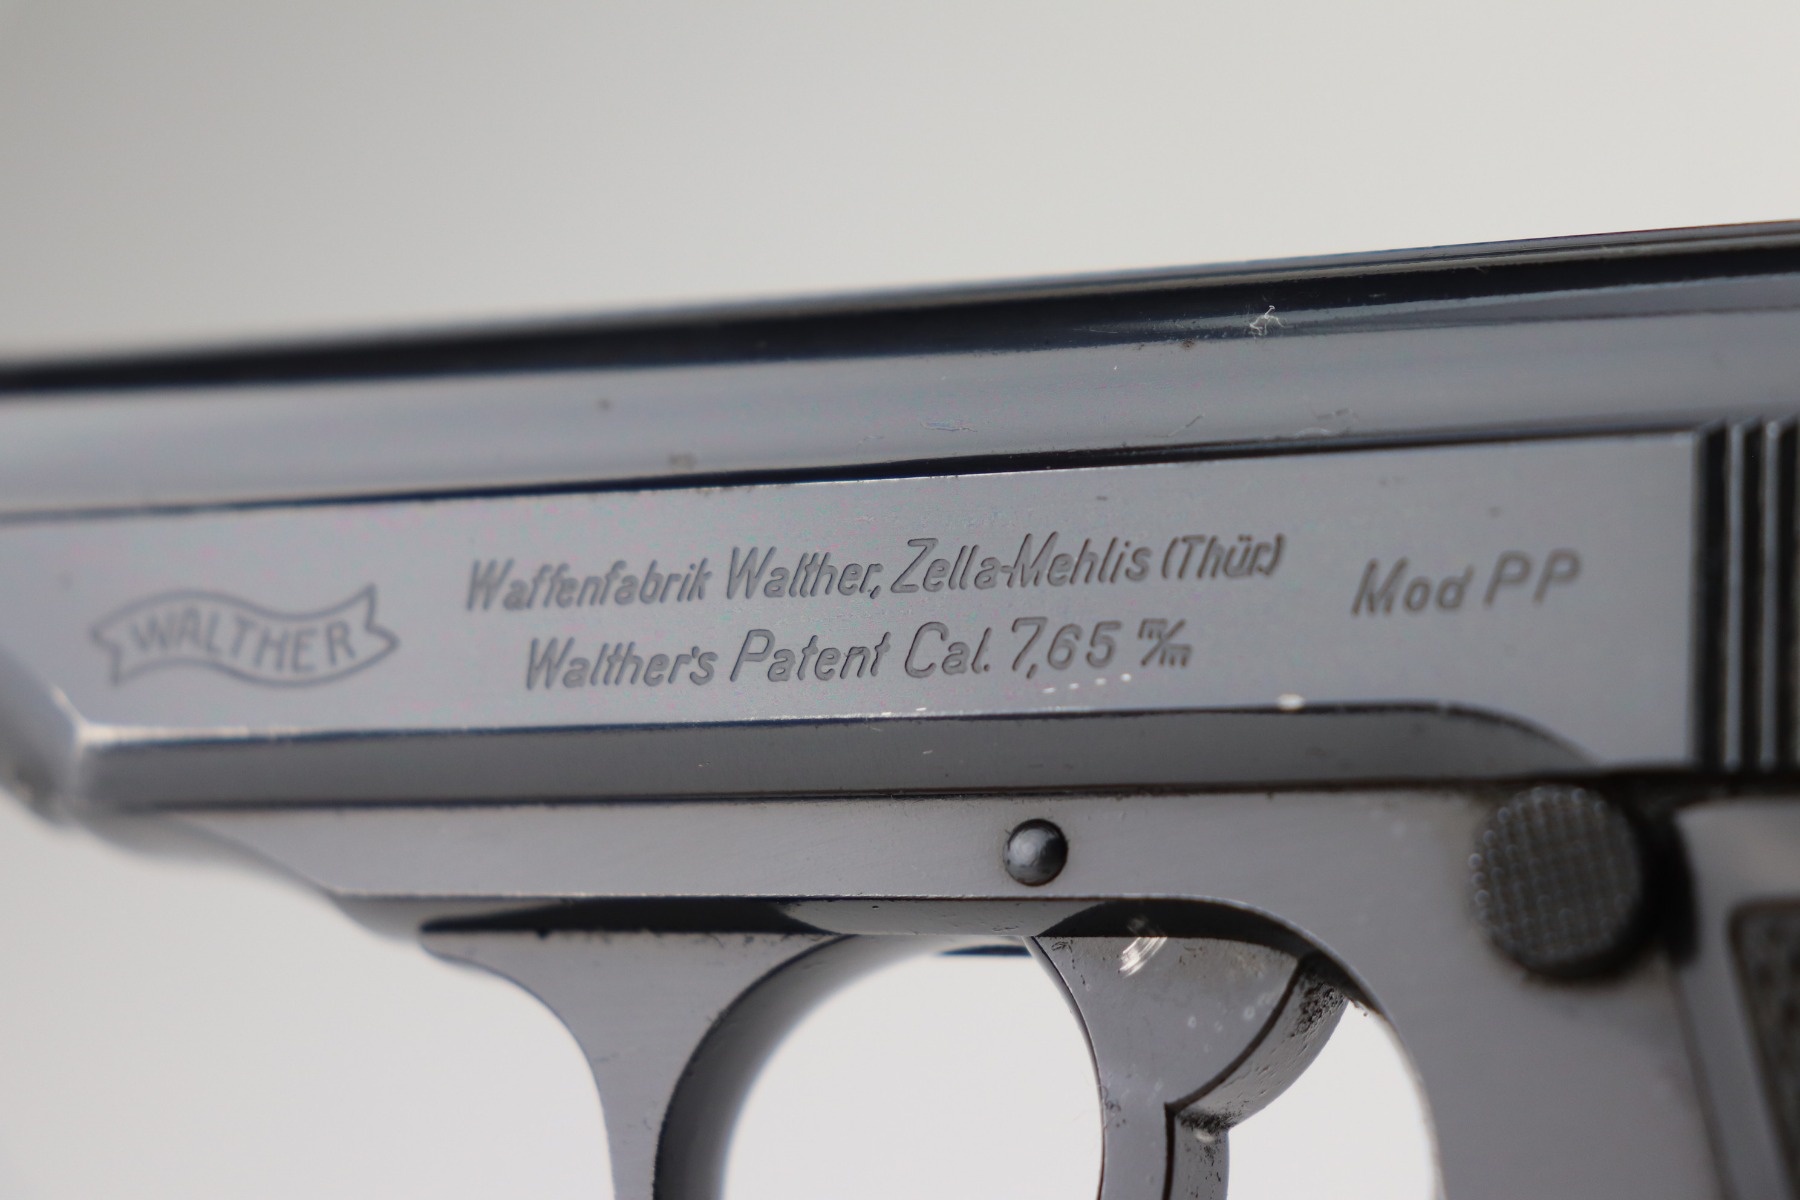 WALTHER
Waffenfabrik Walther, Zella-Mehlis (Thür.)
Walther's Patent Cal. 7,65 m/m
Mod PP